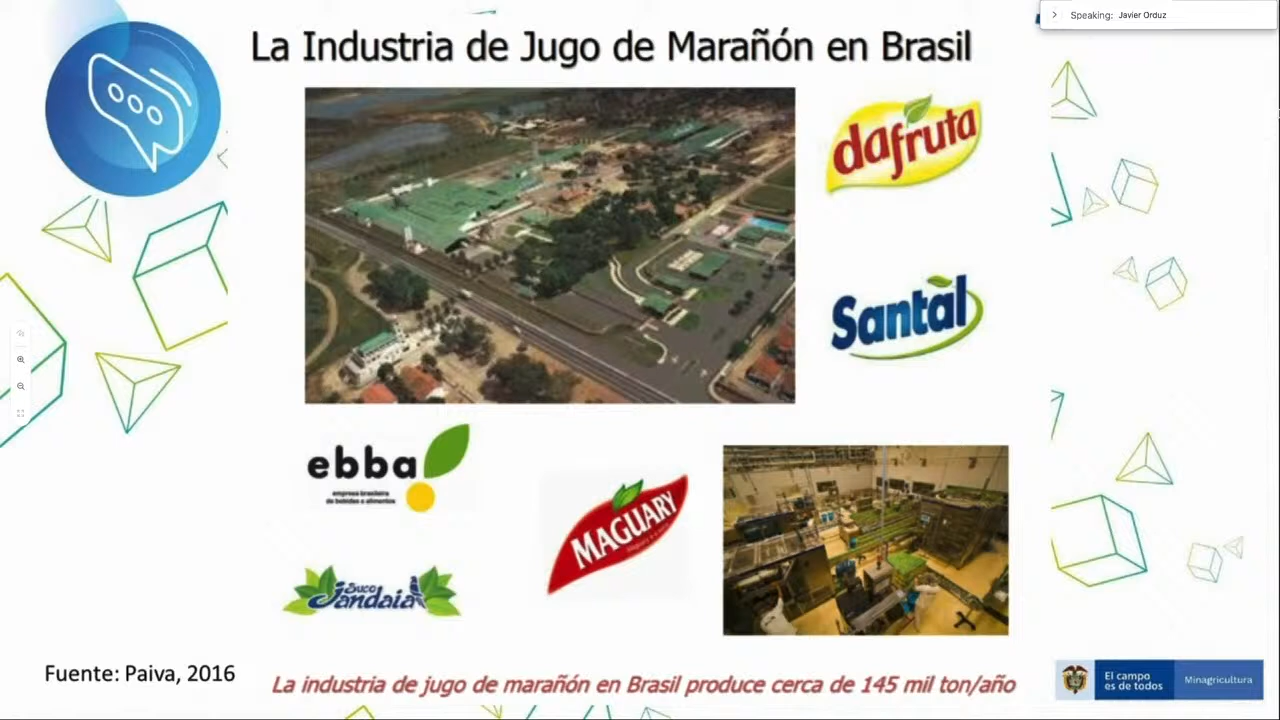 Speaking: Javier Orduz
La Industria de Jugo de Marañón en Brasil
dafruta
Santàl
ebba
empresa brasileira
de bebidas e alimentos
MAGUARY
Suco
Jandaia
Fuente: Paiva, 2016
La industria de jugo de marañón en Brasil produce cerca de 145 mil ton/año
El campo
es de todos
Minagricultura